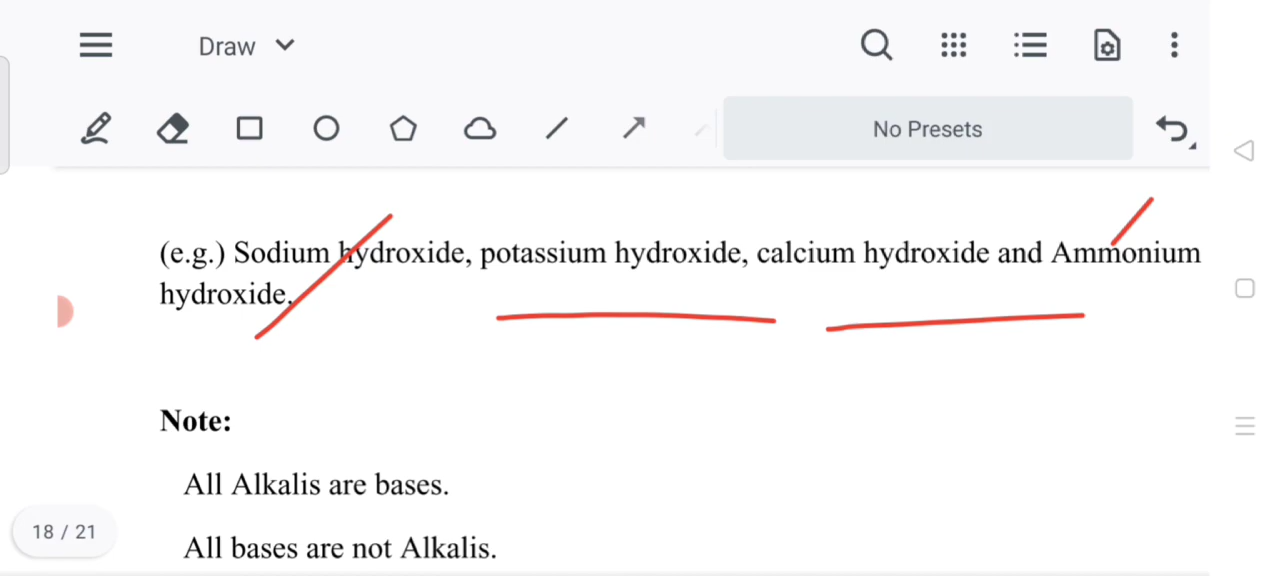 Draw
No Presets
(e.g.) Sodium hydroxide, potassium hydroxide, calcium hydroxide and Ammonium
hydroxide.
Note:
All Alkalis are bases.
18 / 21
All bases are not Alkalis.